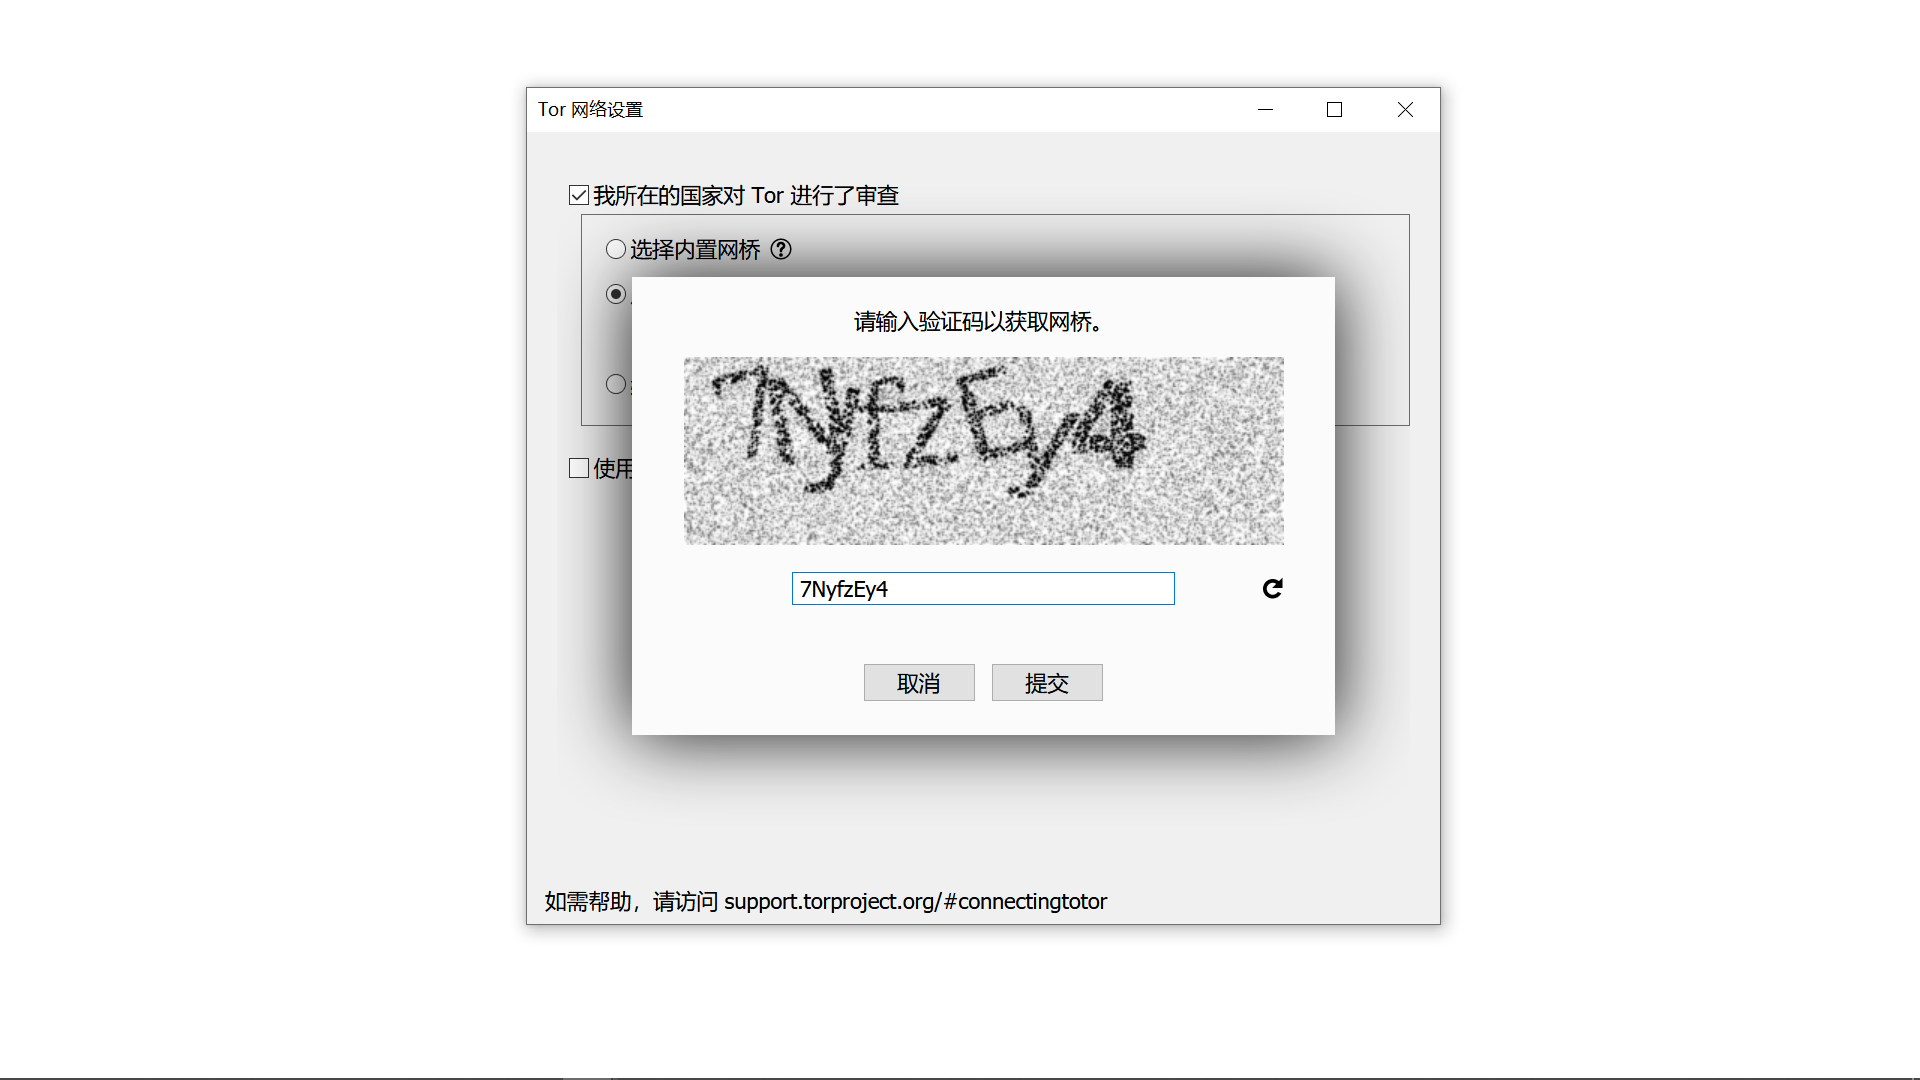 Tor 网络设置
我所在的国家对 Tor 进行了审查
选择内置网桥
请输入验证码以获取网桥。
7NyfzEy4
7NyfzEy4
使用
取消
提交
如需帮助，请访问 support.torproject.org/#connectingtotor